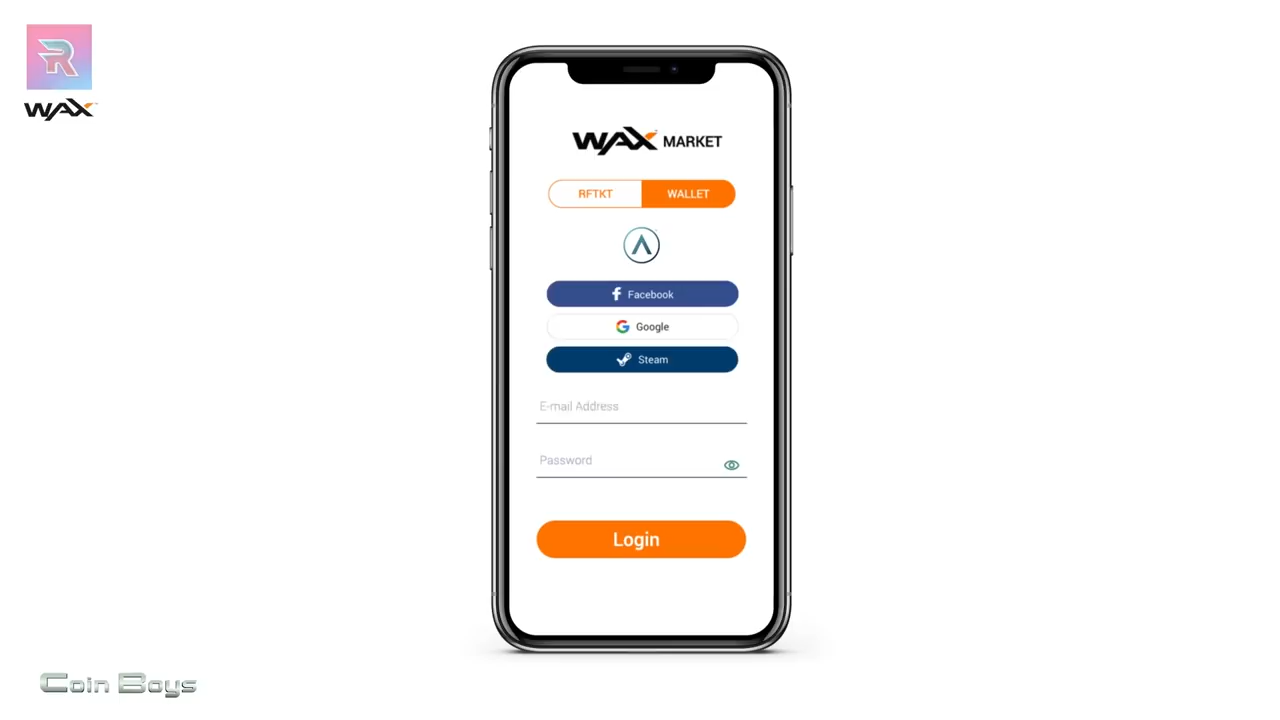 WAX
WAX MARKET
RFTKT WALLET
Facebook
Google
Steam
E-mail Address
Password
Login
Coin Boys